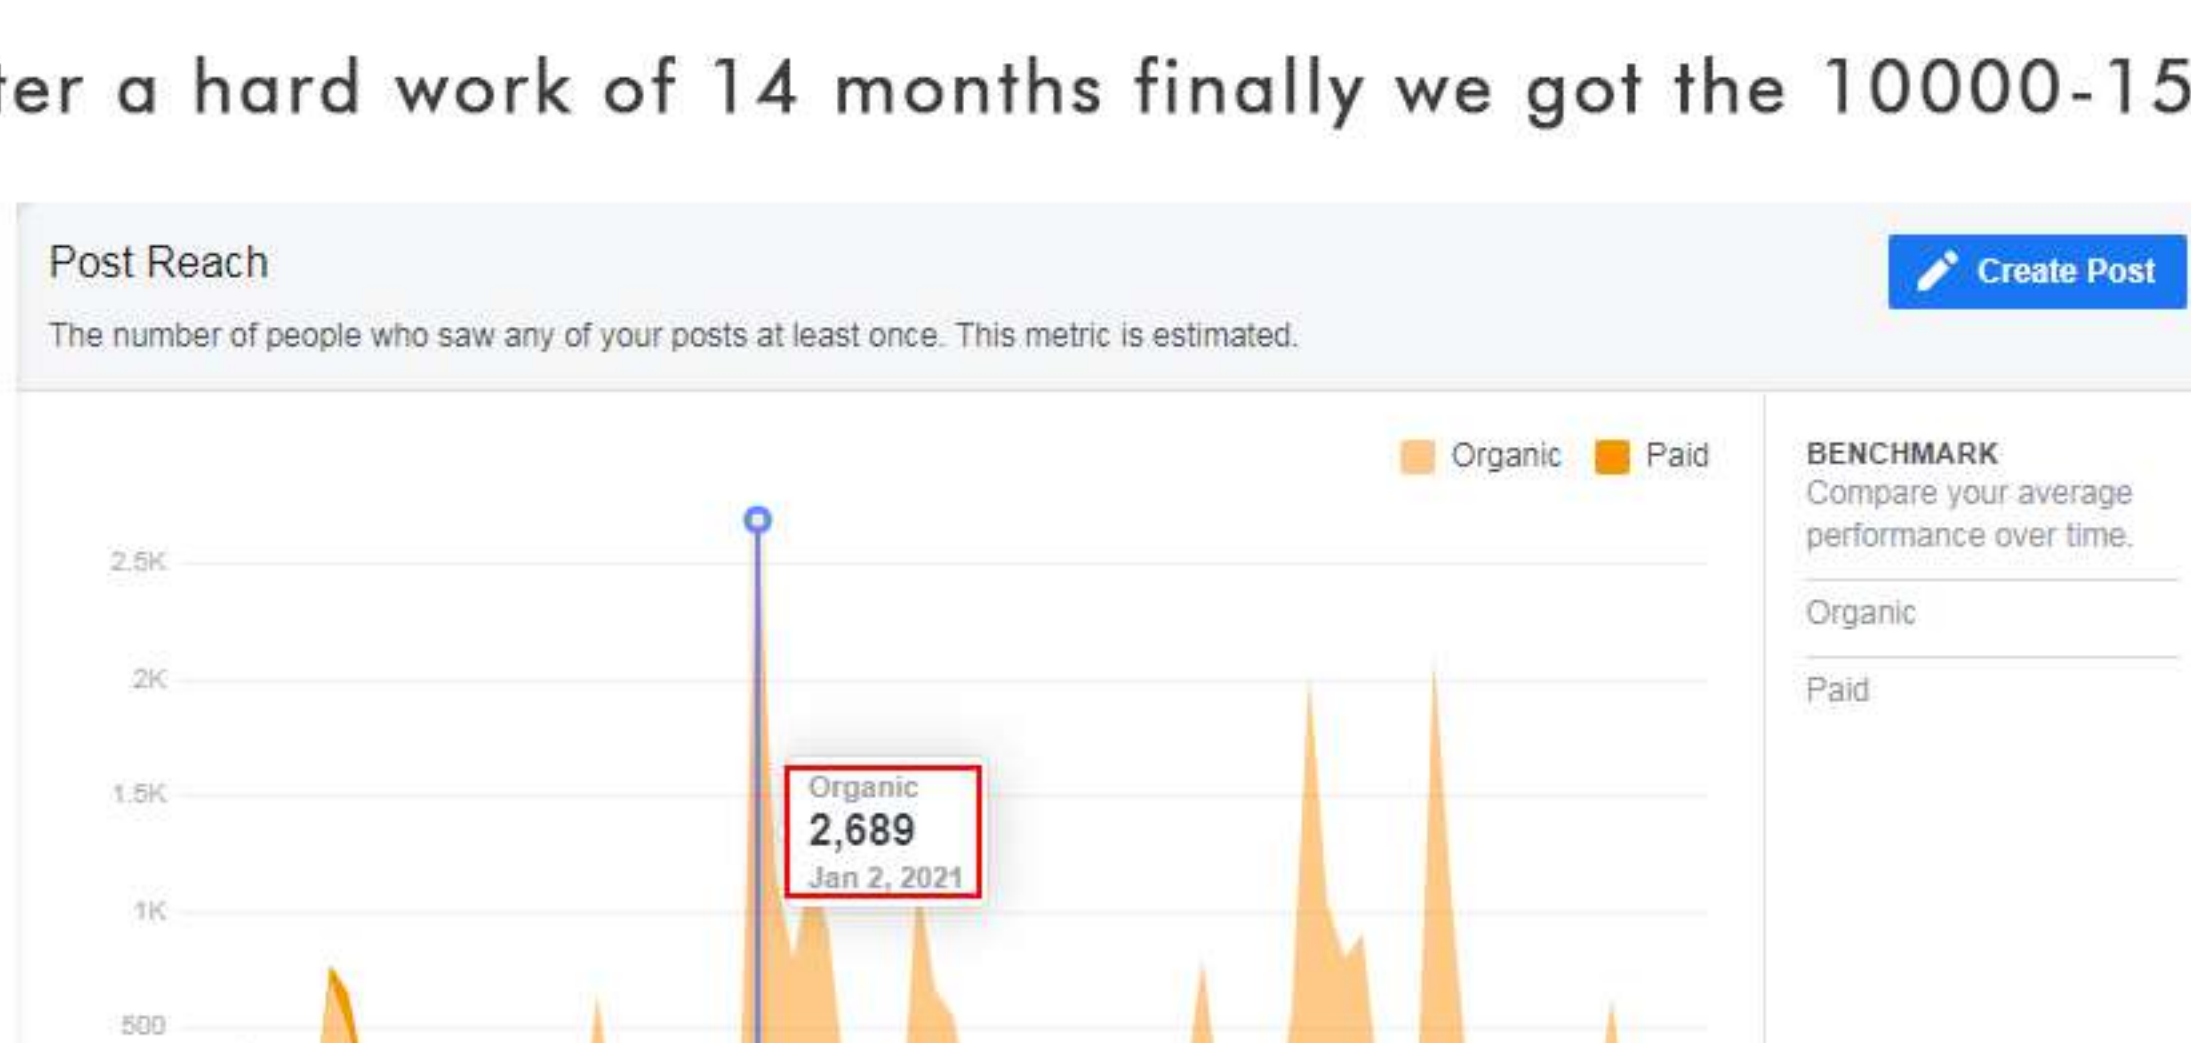 ter a hard work of 14 months finally we got the 10000-15
Post Reach
Create Post
The number of people who saw any of your posts at least once. This metric is estimated.
Organic Paid
BENCHMARK
Compare your average
performance over time.
Organic
Paid
2.5K
2K
1.5K
1K
500
Organic
2,689
Jan 2, 2021